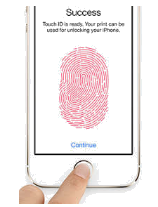 Success
Touch ID is ready. Your print can be
used for unlocking your iPhone.
Continue